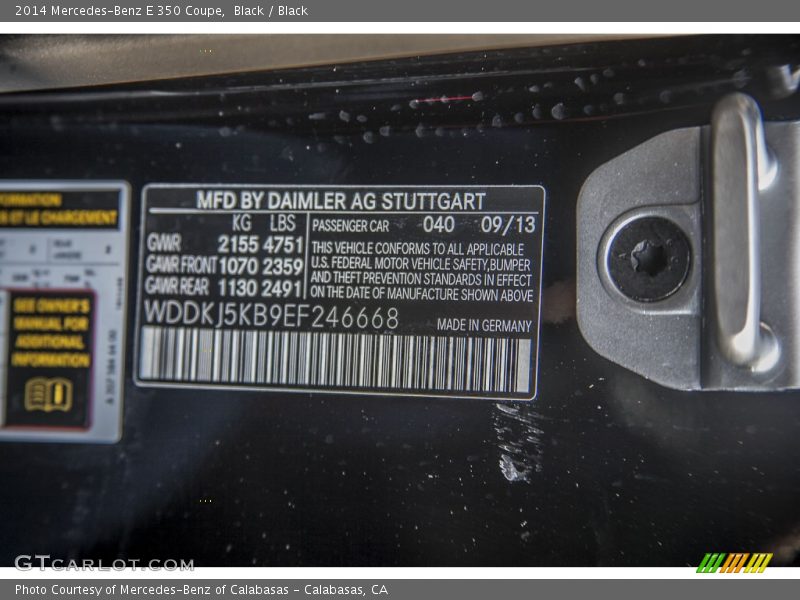 2014 Mercedes-Benz E 350 Coupe,  Black / Black
MFD BY DAIMLER AG STUTTGART
KG LBS
GVWR 2155 4751
GAWR FRONT 1070 2359
GAWR REAR 1130 2491
PASSENGER CAR 040 09/13
THIS VEHICLE CONFORMS TO ALL APPLICABLE
U.S. FEDERAL MOTOR VEHICLE SAFETY,BUMPER
AND THEFT PREVENTION STANDARDS IN EFFECT
ON THE DATE OF MANUFACTURE SHOWN ABOVE
WDDKJ5KB9EF246668
MADE IN GERMANY
ET LE CHARGEMENT
SEE OWNER'S
MANUAL FOR
ADDITIONAL
INFORMATION
GTCARLOT.COM
Photo Courtesy of Mercedes-Benz of Calabasas - Calabasas, CA